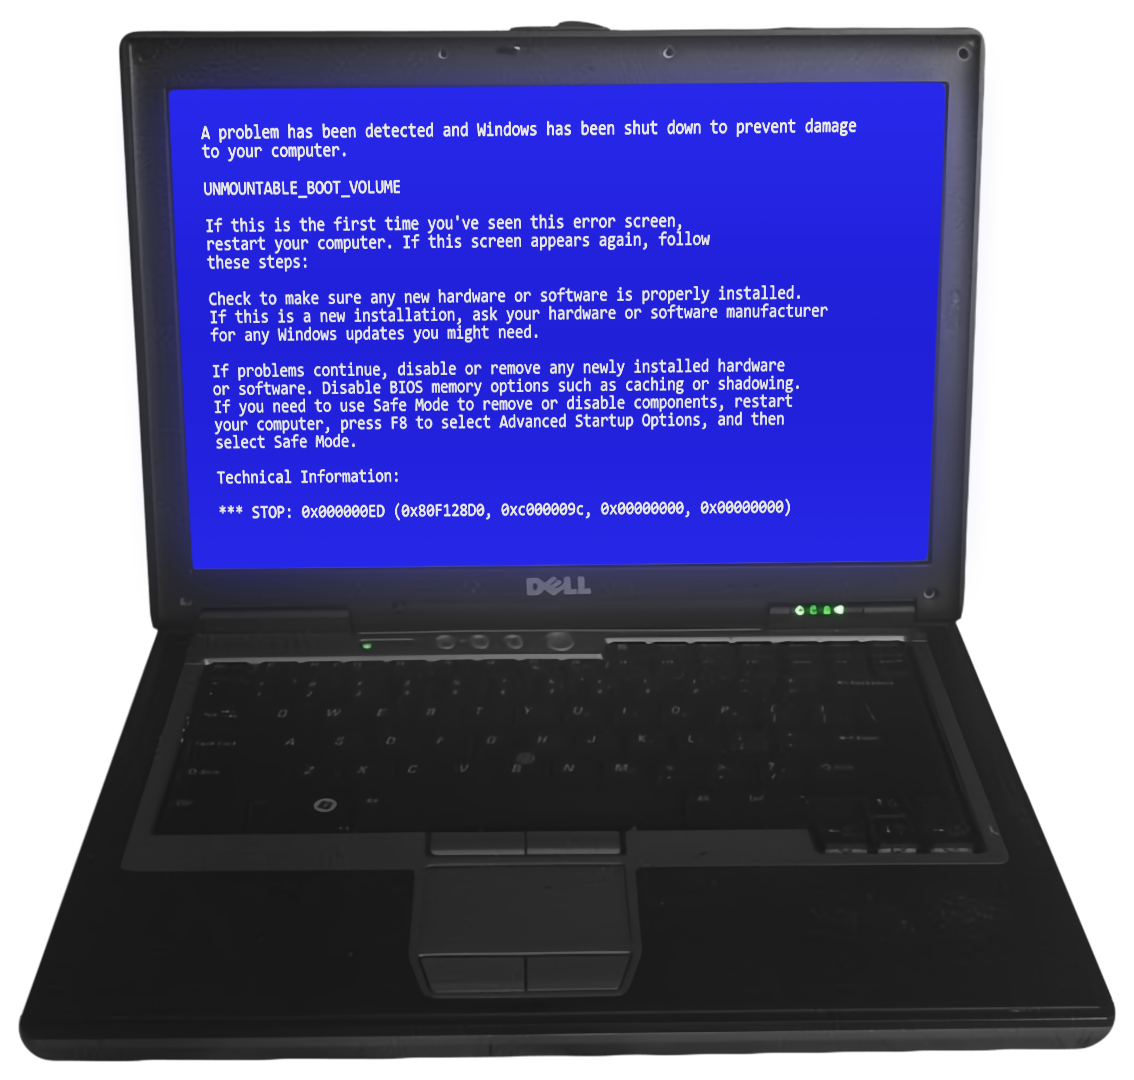 A problem has been detected and Windows has been shut down to prevent damage
to your computer.
UNMOUNTABLE_BOOT_VOLUME
If this is the first time you've seen this error screen,
restart your computer. If this screen appears again, follow
these steps:
Check to make sure any new hardware or software is properly installed.
If this is a new installation, ask your hardware or software manufacturer
for any Windows updates you might need.
If problems continue, disable or remove any newly installed hardware
or software. Disable BIOS memory options such as caching or shadowing.
If you need to use Safe Mode to remove or disable components, restart
your computer, press F8 to select Advanced Startup Options, and then
select Safe Mode.
Technical Information:
*** STOP: 0x000000ED (0x80F128D0, 0xc000009c, 0x00000000, 0x00000000)
DELL
W E R T Y U I O P
A S D F G H J K L
Z X C V B N M